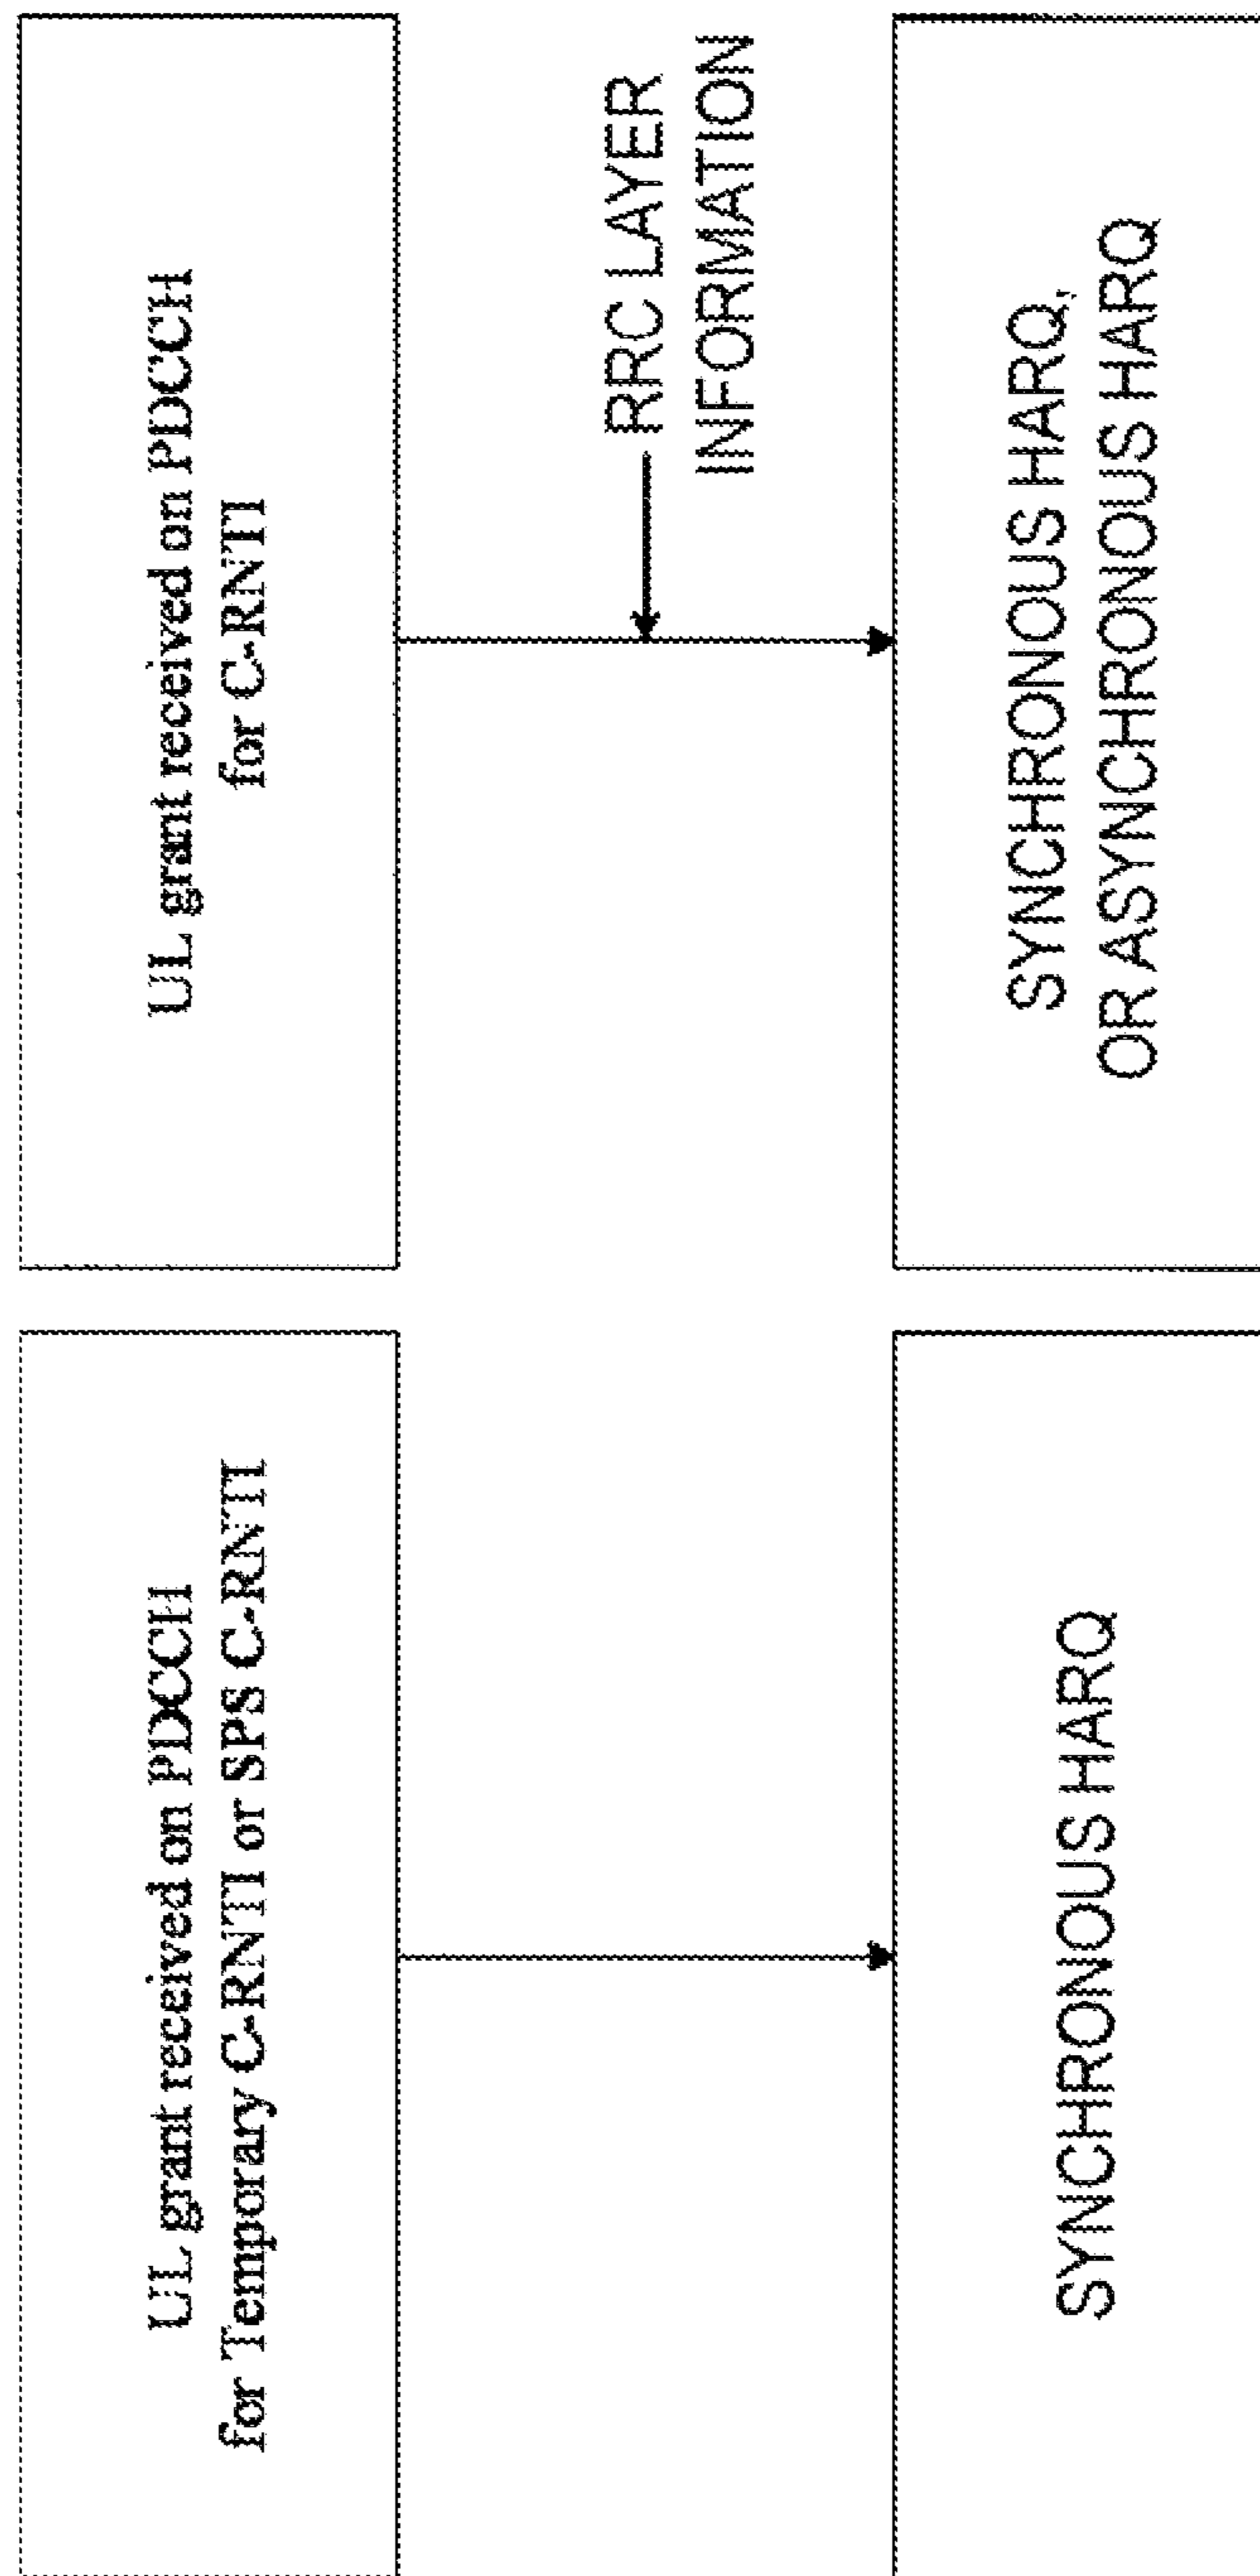 UL grant received on PDCCH
for Temporary C-RNTI or SPS C-RNTI
SYNCHRONOUS HARQ
UL grant received on PDCCH
for C-RNTI
RRC LAYER
INFORMATION
SYNCHRONOUS HARQ,
OR ASYNCHRONOUS HARQ